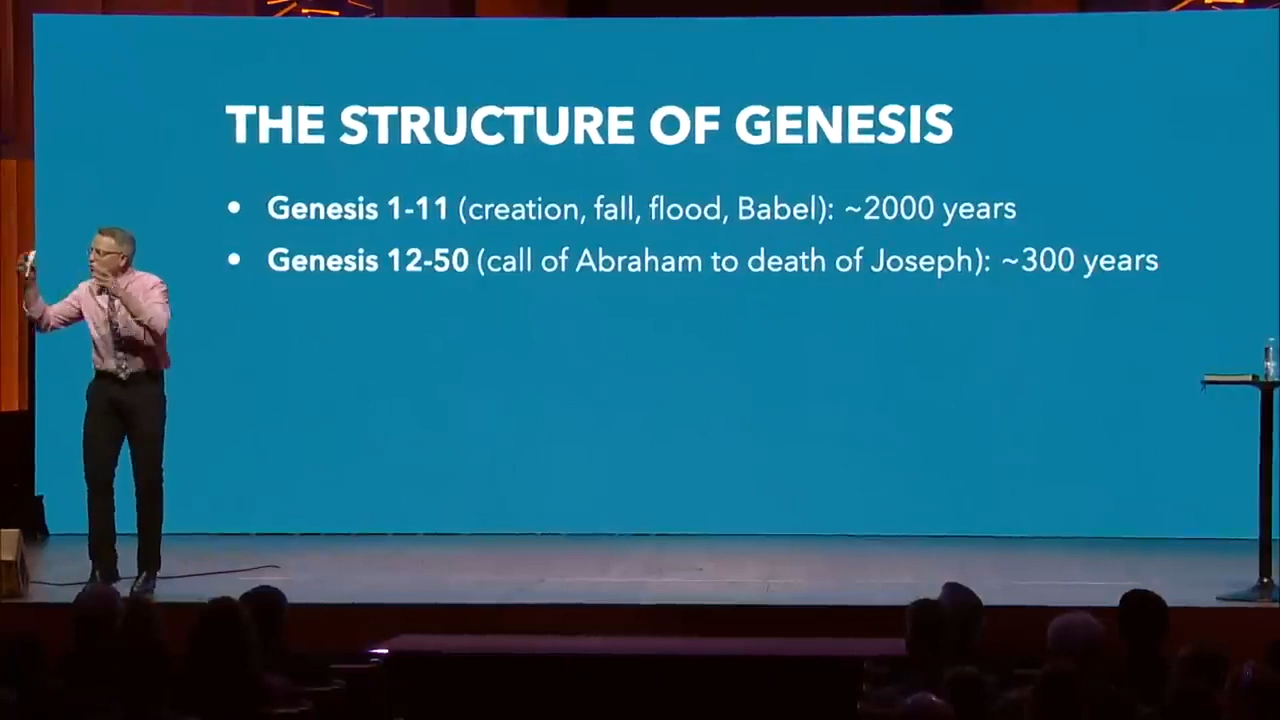 THE STRUCTURE OF GENESIS
• Genesis 1-11 (creation, fall, flood, Babel): ~2000 years
• Genesis 12-50 (call of Abraham to death of Joseph): ~300 years